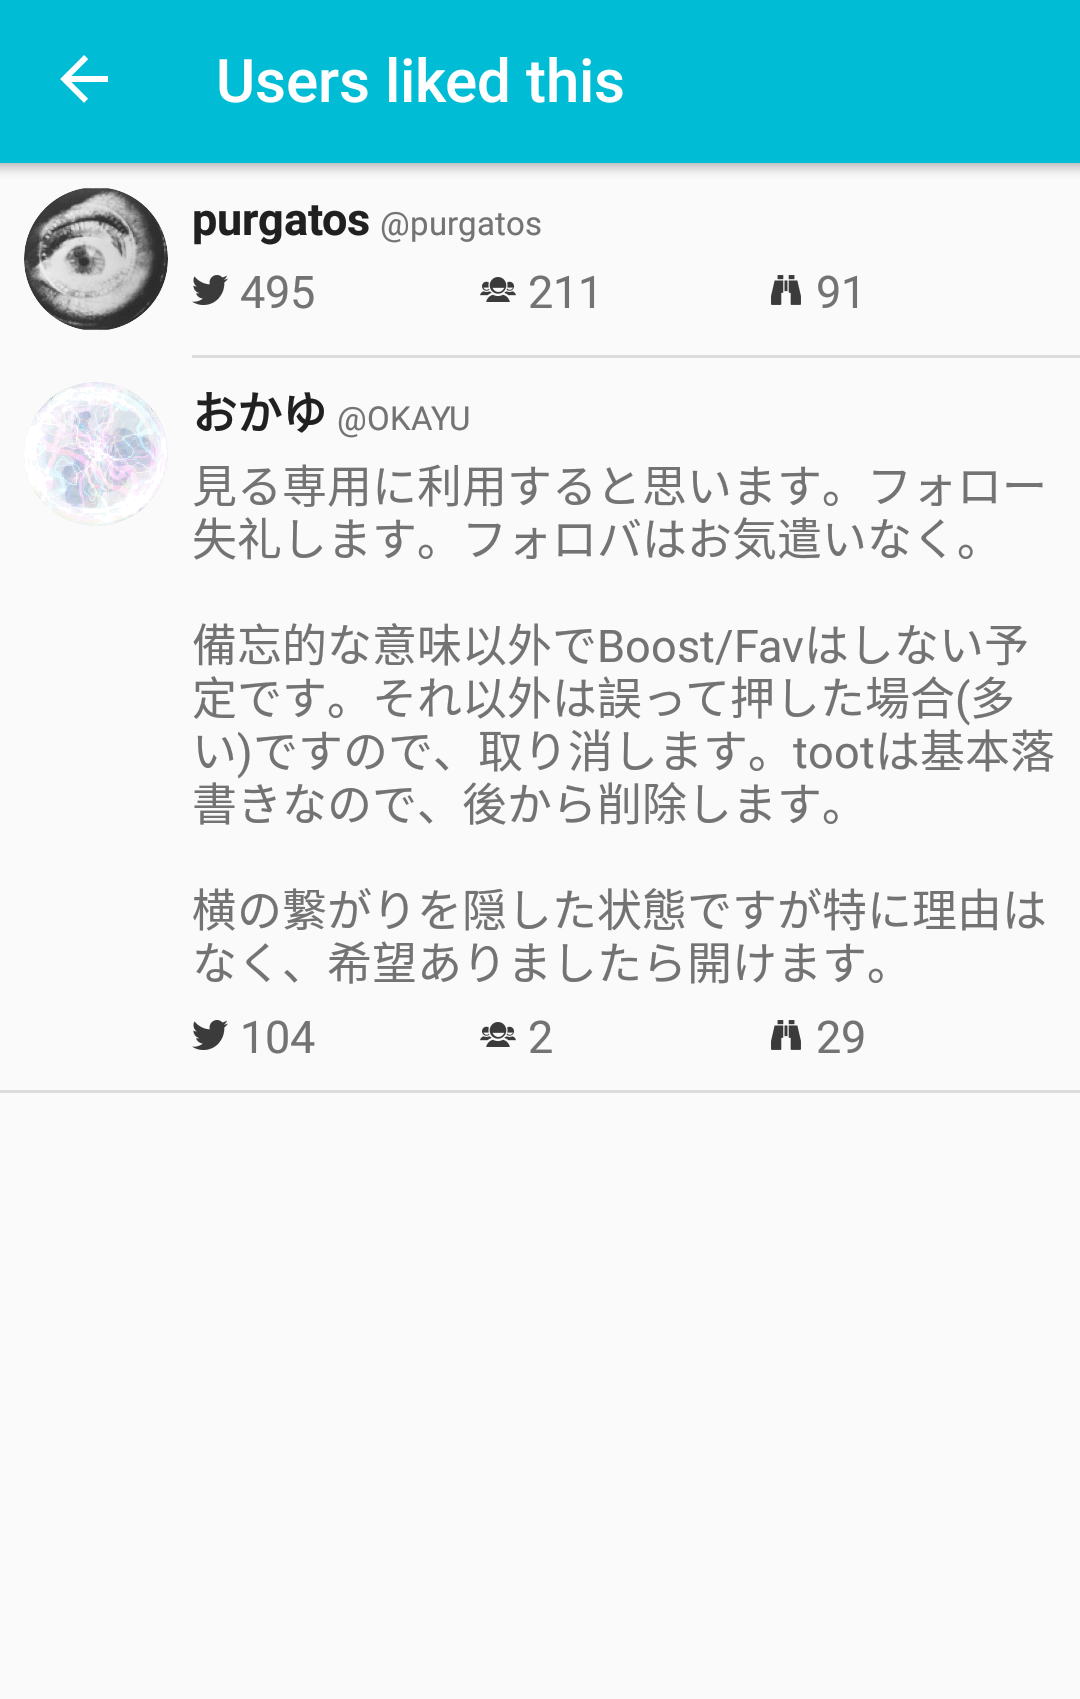 Users liked this
purgatos @purgatos
495 211 91
おかゆ @OKAYU
見る専用に利用すると思います。フォロー
失礼します。フォロバはお気遣いなく。
備忘的な意味以外でBoost/Favはしない予
定です。それ以外は誤って押した場合(多
い)ですので、取り消します。tootは基本落
書きなので、後から削除します。
横の繋がりを隠した状態ですが特に理由は
なく、希望ありましたら開けます。
104 2 29